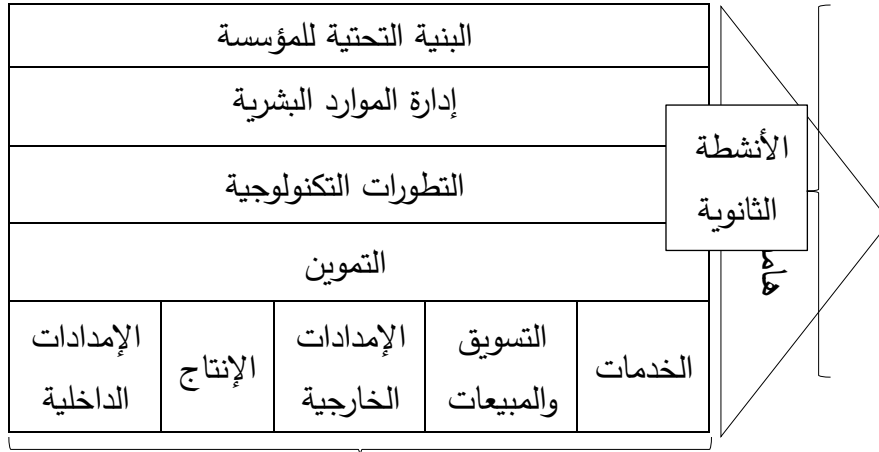 البنية التحتية للمؤسسة
إدارة الموارد البشرية
الأنشطة
الثانوية
التطورات التكنولوجية
التموين
الخدمات
التسويق
والمبيعات
الإمدادات
الخارجية
الإنتاج
الإمدادات
الداخلية